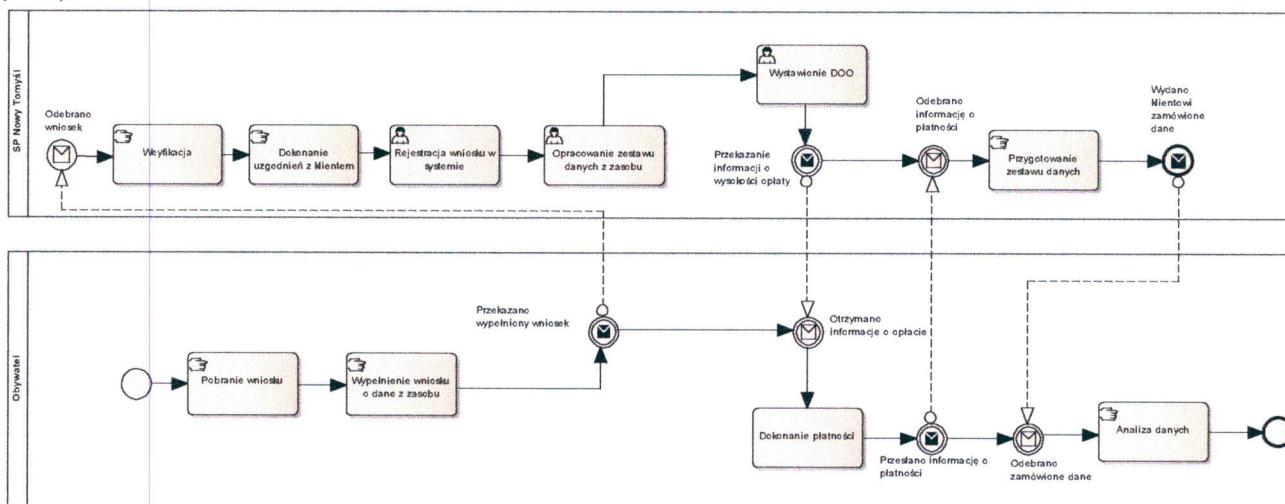 SP Nowy Tomyśl
Odebrano
wniosek
Weyfikacja
Dokonanie
uzgodnień z klientem
Rejestracja wniosku w
systemie
Opracowanie zestawu
danych z zasobu
Wystawienie DOO
Przekazanie
informacji o
wysokości opłaty
Odebrano
informację o
płatności
Przygotowanie
zestawu danych
Wydano
klientowi
zamówione
dane
Obywatel
Pobranie wniosku
Wypełnienie wniosku
o dane z zasobu
Przekazano
wypełniony wniosek
Otrzymano
informacje o opłacie
Dokonanie płatności
Przesłano informację o
płatności
Odebrano
zamówione dane
Analiza danych